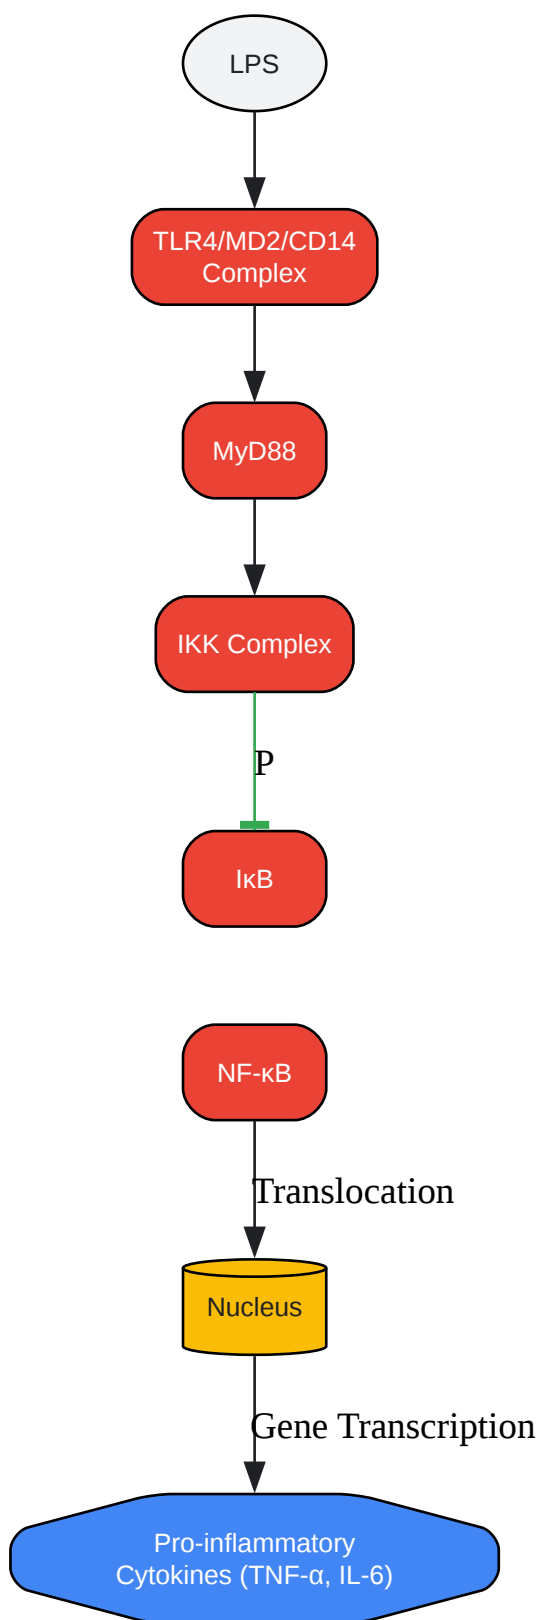 LPS
TLR4/MD2/CD14
Complex
MyD88
IKK Complex
P
IκB
NF-κB
Translocation
Nucleus
Gene Transcription
Pro-inflammatory
Cytokines (TNF-α, IL-6)